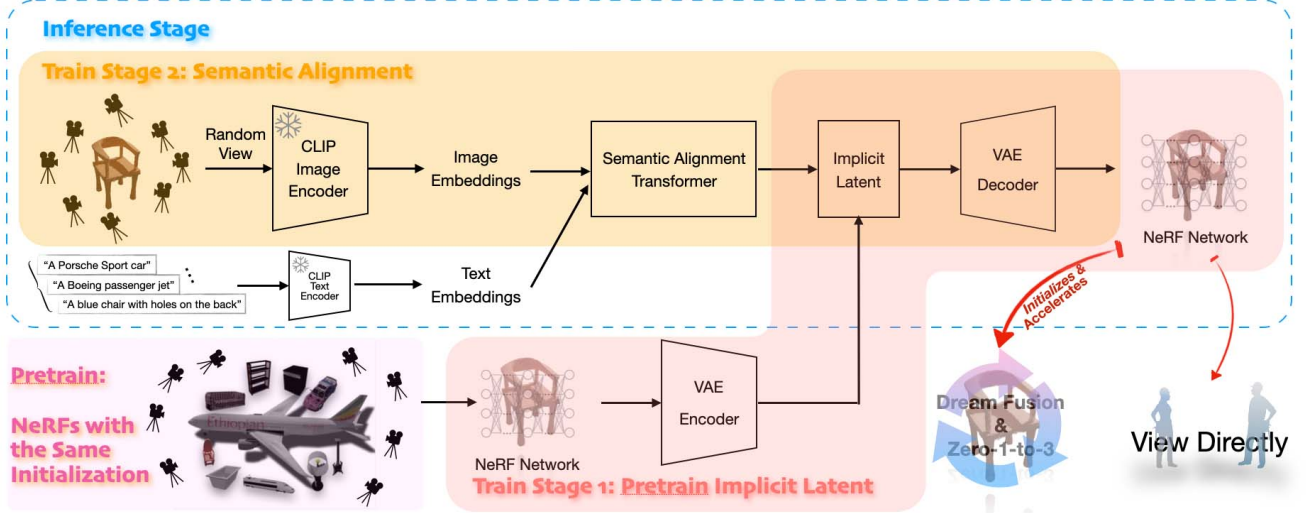 Inference Stage
Train Stage 2: Semantic Alignment
Random
View
CLIP
Image
Encoder
Image
Embeddings
Semantic Alignment
Transformer
Implicit
Latent
VAE
Decoder
NeRF Network
“A Porsche Sport car”
“A Boeing passenger jet”
“A blue chair with holes on the back”
CLIP
Text
Encoder
Text
Embeddings
Initializes &
Accelerates
Pretrain:
NeRFs with
the Same
Initialization
Ethiopian
NeRF Network
VAE
Encoder
Train Stage 1: Pretrain Implicit Latent
Dream Fusion
&
Zero-1-to-3
View Directly